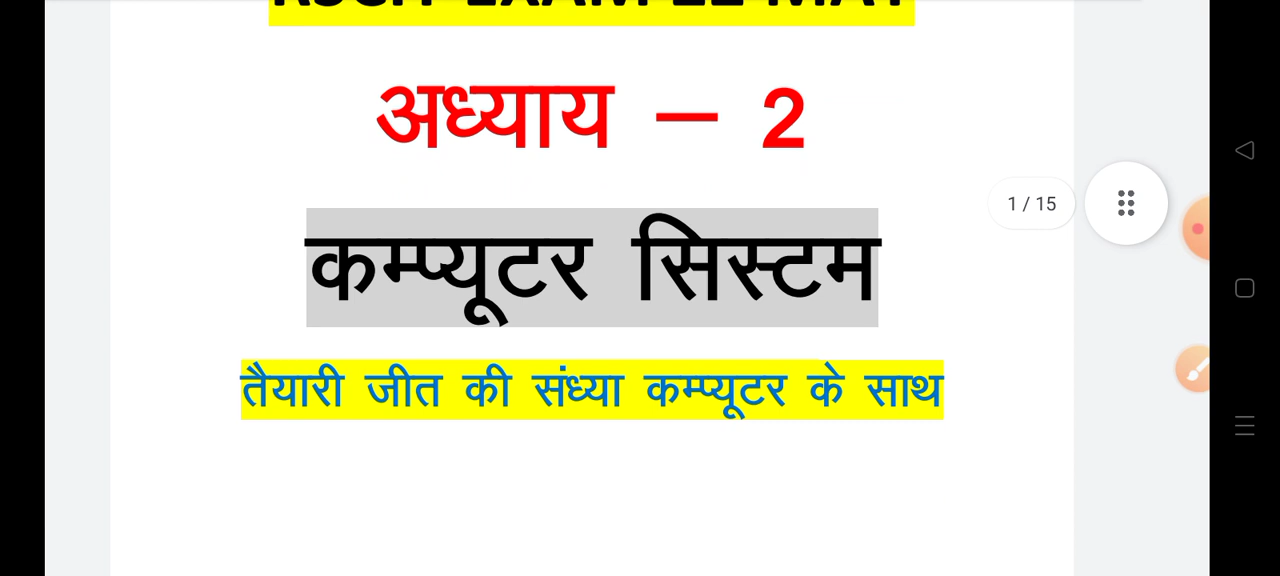 अध्याय – 2
1 / 15
कम्प्यूटर सिस्टम
तैयारी जीत की संध्या कम्प्यूटर के साथ